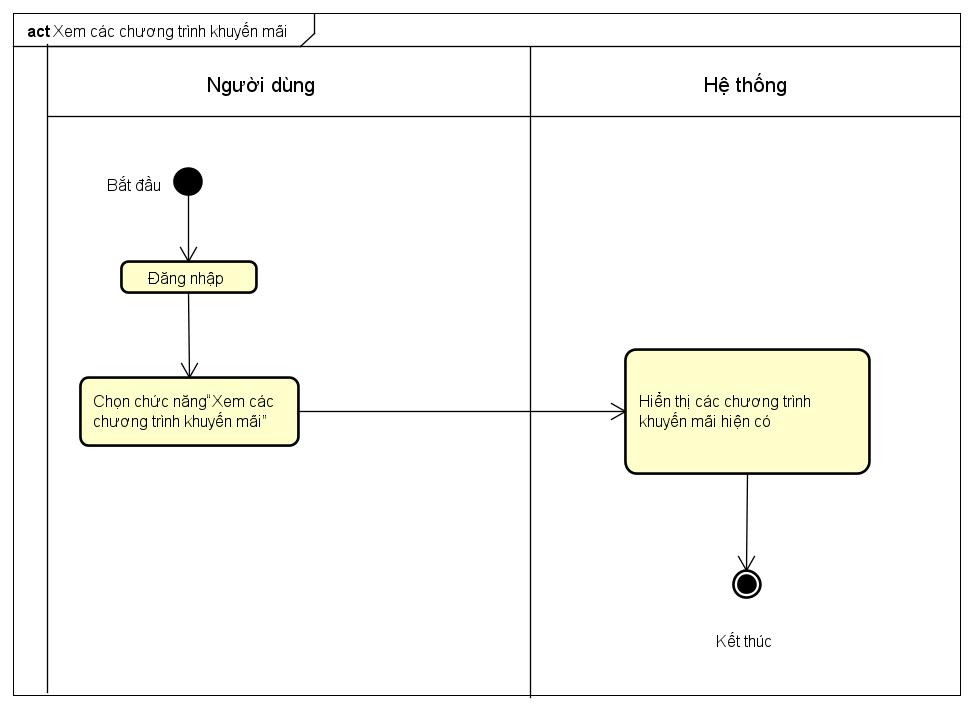 act Xem các chương trình khuyến mãi
Người dùng
Hệ thống
Bắt đầu
Đăng nhập
Chọn chức năng“Xem các
chương trình khuyến mãi”
Hiển thị các chương trình
khuyến mãi hiện có
Kết thúc